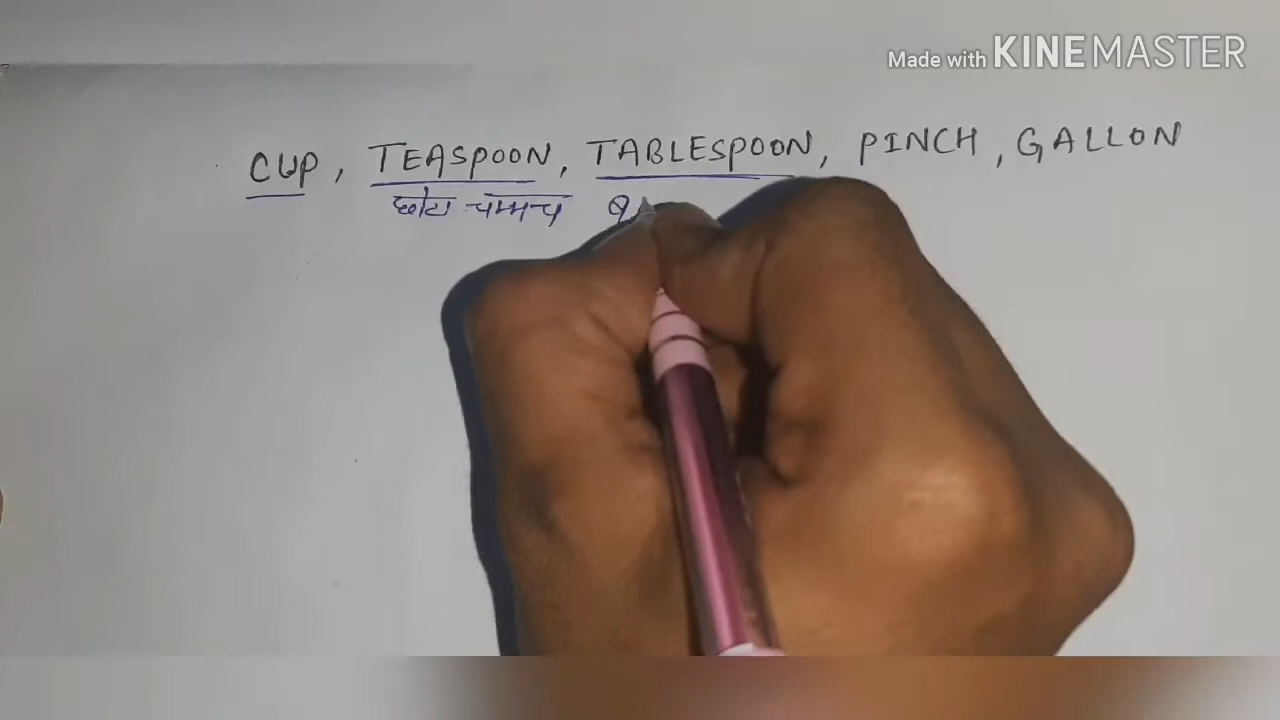 Made with KINEMASTER
CUP, TEASPOON, TABLESPOON, PINCH, GALLON
छोटा चम्मच